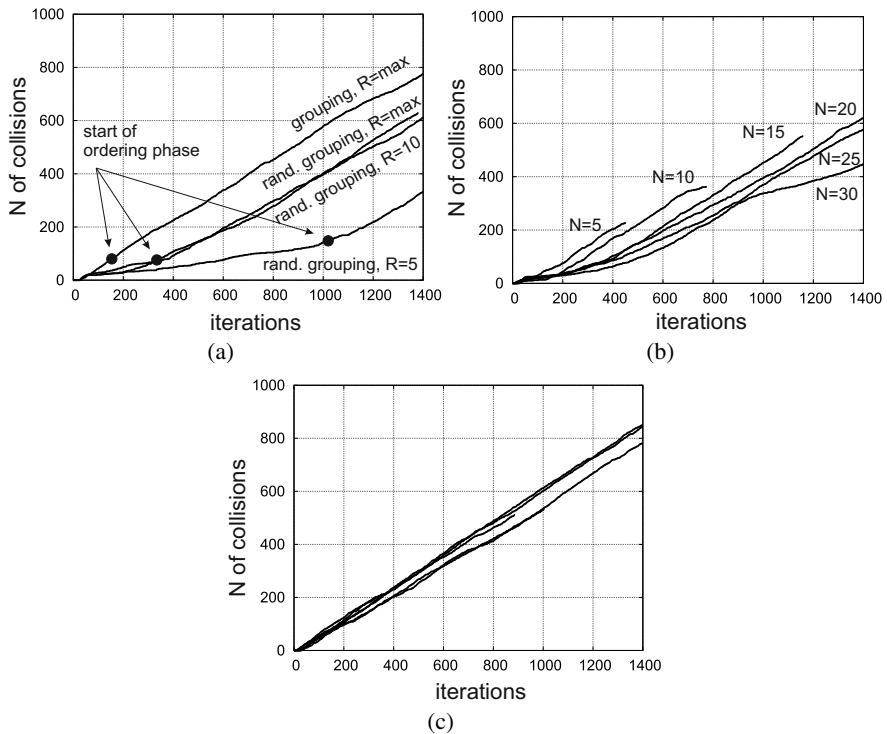 1000
800
600
400
200
0
N of collisions
start of
ordering phase
grouping, R=max
rand. grouping, R=max
rand. grouping, R=10
rand. grouping, R=5
0
200
400
600
800
1000
1200
1400
iterations
(a)
1000
800
600
400
200
0
N of collisions
N=5
N=10
N=15
N=20
N=25
N=30
0
200
400
600
800
1000
1200
1400
iterations
(b)
1000
800
600
400
200
0
N of collisions
0
200
400
600
800
1000
1200
1400
iterations
(c)